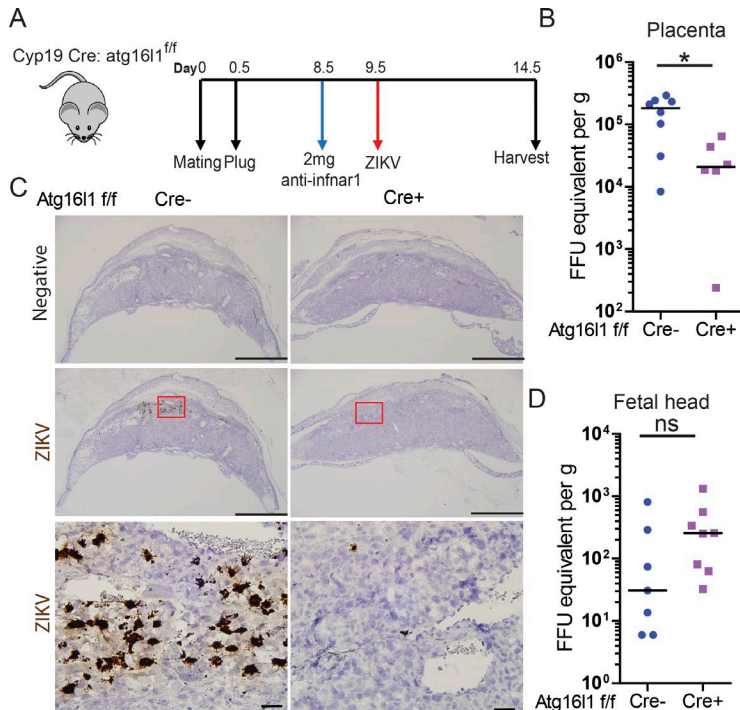 A
Cyp19 Cre: atg16l1f/f
Day 0 0.5 8.5 9.5 14.5
Mating Plug 2mg ZIKV Harvest
anti-infnar1
B
Placenta
*
FFU equivalent per g
10^6
10^5
10^4
10^3
10^2
Atg16l1 f/f Cre- Cre+
C
Atg16l1 f/f Cre- Cre+
Negative
ZIKV
ZIKV
D
Fetal head
ns
FFU equivalent per g
10^4
10^3
10^2
10^1
10^0
Atg16l1 f/f Cre- Cre+